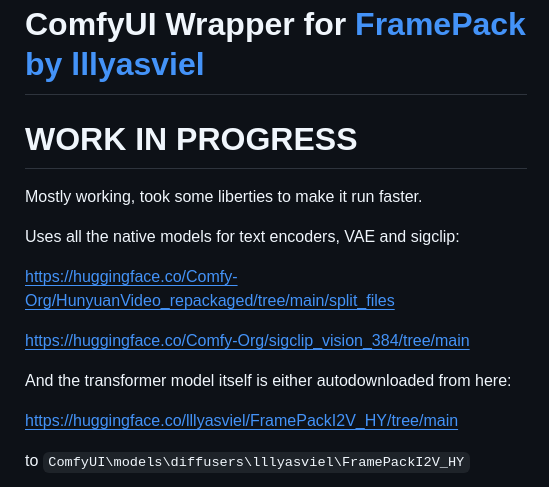 ComfyUI Wrapper for FramePack
by lllyasviel
WORK IN PROGRESS
Mostly working, took some liberties to make it run faster.
Uses all the native models for text encoders, VAE and sigclip:
https://huggingface.co/Comfy-
Org/HunyuanVideo_repackaged/tree/main/split_files
https://huggingface.co/Comfy-Org/sigclip_vision_384/tree/main
And the transformer model itself is either autodownloaded from here:
https://huggingface.co/lllyasviel/FramePackI2V_HY/tree/main
to ComfyUI\models\diffusers\lllyasviel\FramePackI2V_HY